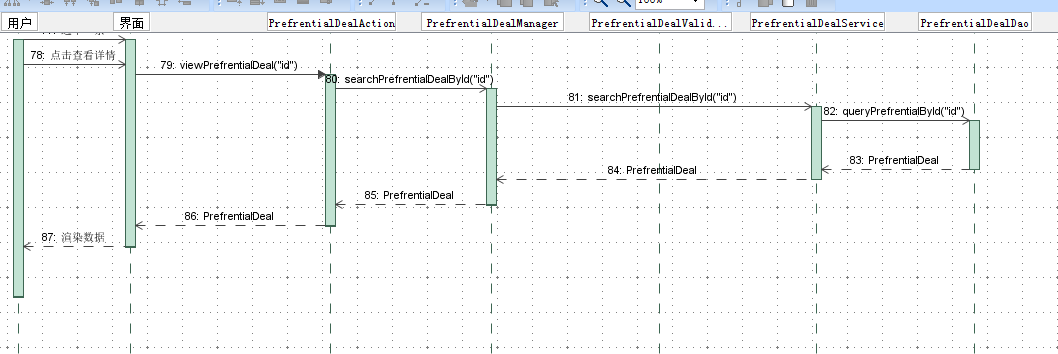 100%
用户
界面
PrefrentialDealAction
PrefrentialDealManager
PrefrentialDealValid...
PrefrentialDealService
PrefrentialDealDao
78: 点击查看详情
79: viewPrefrentialDeal("id")
80: searchPrefrentialDealById("id")
81: searchPrefrentialDealById("id")
82: queryPrefrentialById("id")
83: PrefrentialDeal
84: PrefrentialDeal
85: PrefrentialDeal
86: PrefrentialDeal
87: 渲染数据